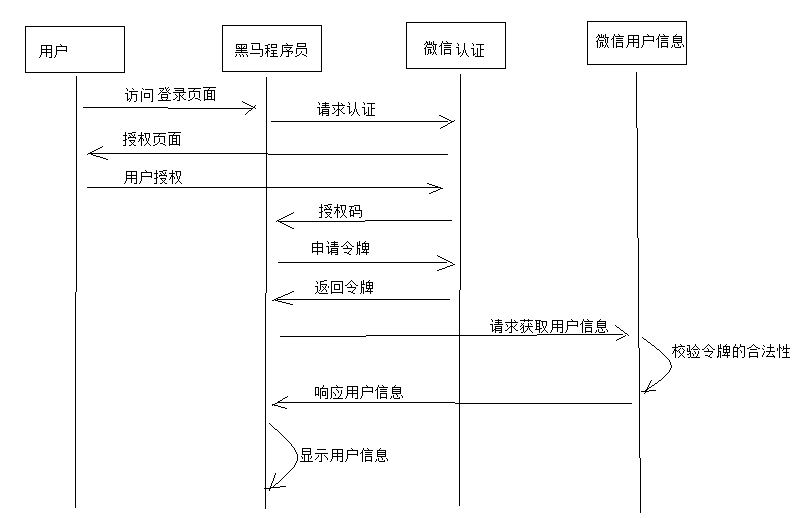 用户
黑马程序员
微信认证
微信用户信息
访问登录页面
请求认证
授权页面
用户授权
授权码
申请令牌
返回令牌
请求获取用户信息
校验令牌的合法性
响应用户信息
显示用户信息